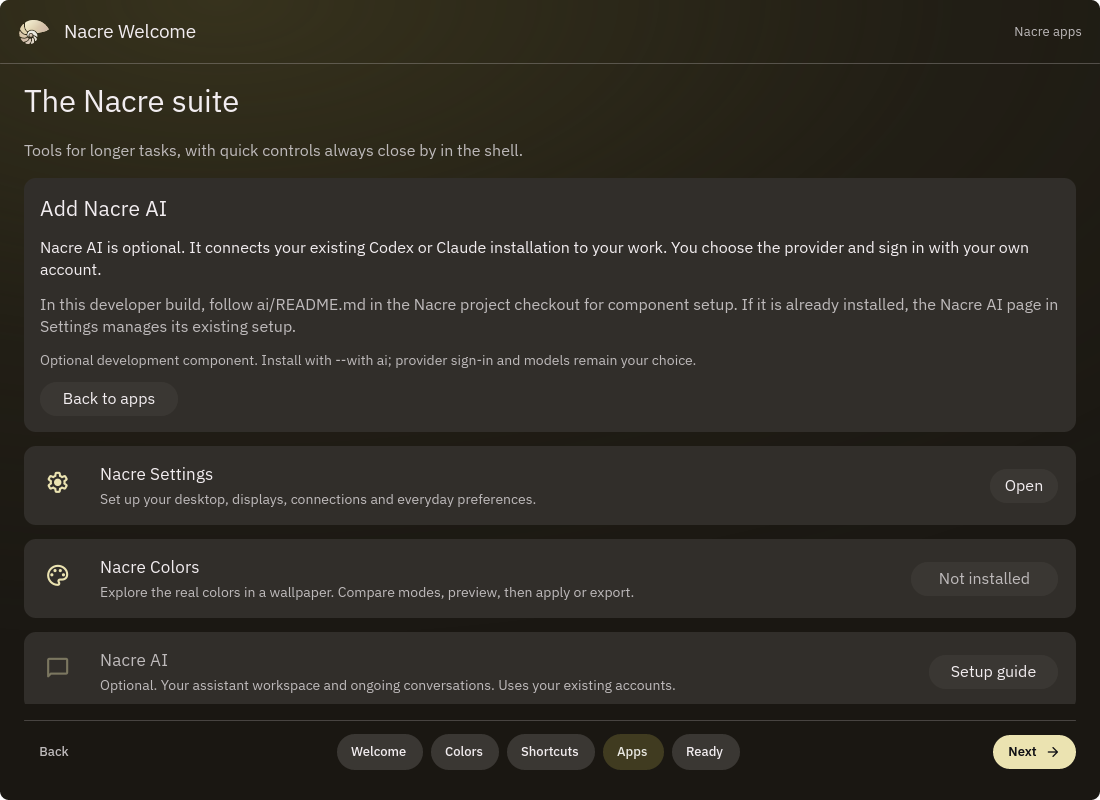 Nacre Welcome
Nacre apps
The Nacre suite
Tools for longer tasks, with quick controls always close by in the shell.
Add Nacre AI
Nacre AI is optional. It connects your existing Codex or Claude installation to your work. You choose the provider and sign in with your own
account.
In this developer build, follow ai/README.md in the Nacre project checkout for component setup. If it is already installed, the Nacre AI page in
Settings manages its existing setup.
Optional development component. Install with --with ai; provider sign-in and models remain your choice.
Back to apps
Nacre Settings
Set up your desktop, displays, connections and everyday preferences.
Open
Nacre Colors
Explore the real colors in a wallpaper. Compare modes, preview, then apply or export.
Not installed
Nacre AI
Optional. Your assistant workspace and ongoing conversations. Uses your existing accounts.
Setup guide
Back
Welcome
Colors
Shortcuts
Apps
Ready
Next